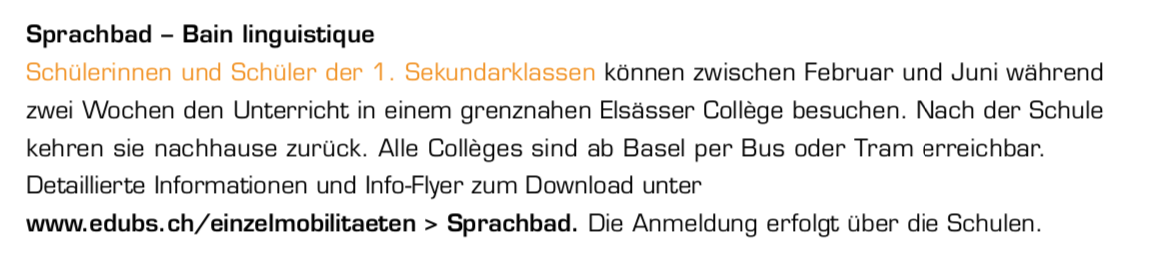 Sprachbad – Bain linguistique
Schülerinnen und Schüler der 1. Sekundarklassen können zwischen Februar und Juni während
zwei Wochen den Unterricht in einem grenznahen Elsässer Collège besuchen. Nach der Schule
kehren sie nachhause zurück. Alle Collèges sind ab Basel per Bus oder Tram erreichbar.
Detaillierte Informationen und Info-Flyer zum Download unter
www.edubs.ch/einzelmobilitaeten > Sprachbad. Die Anmeldung erfolgt über die Schulen.